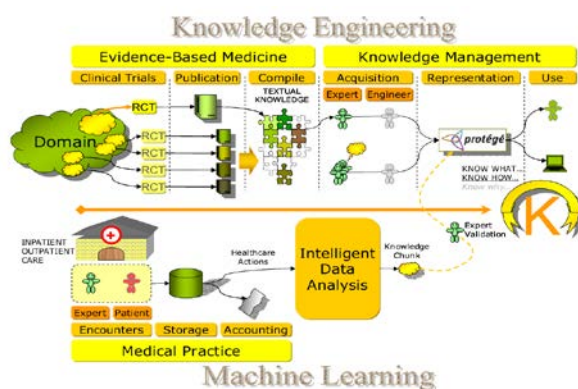 Knowledge Engineering
Evidence-Based Medicine
Knowledge Management
Clinical Trials
Publication
Compile
Acquisition
Representation
Use
TEXTUAL
KNOWLEDGE
Expert
Engineer
RCT
Domain
RCT
RCT
RCT
RCT
protégé
KNOW WHAT...
KNOW HOW...
Know why...
K
INPATIENT
OUTPATIENT
CARE
Healthcare
Actions
Intelligent
Data
Analysis
Knowledge
Chunk
Expert
Validation
Expert
Patient
Encounters
Storage
Accounting
Medical Practice
Machine Learning